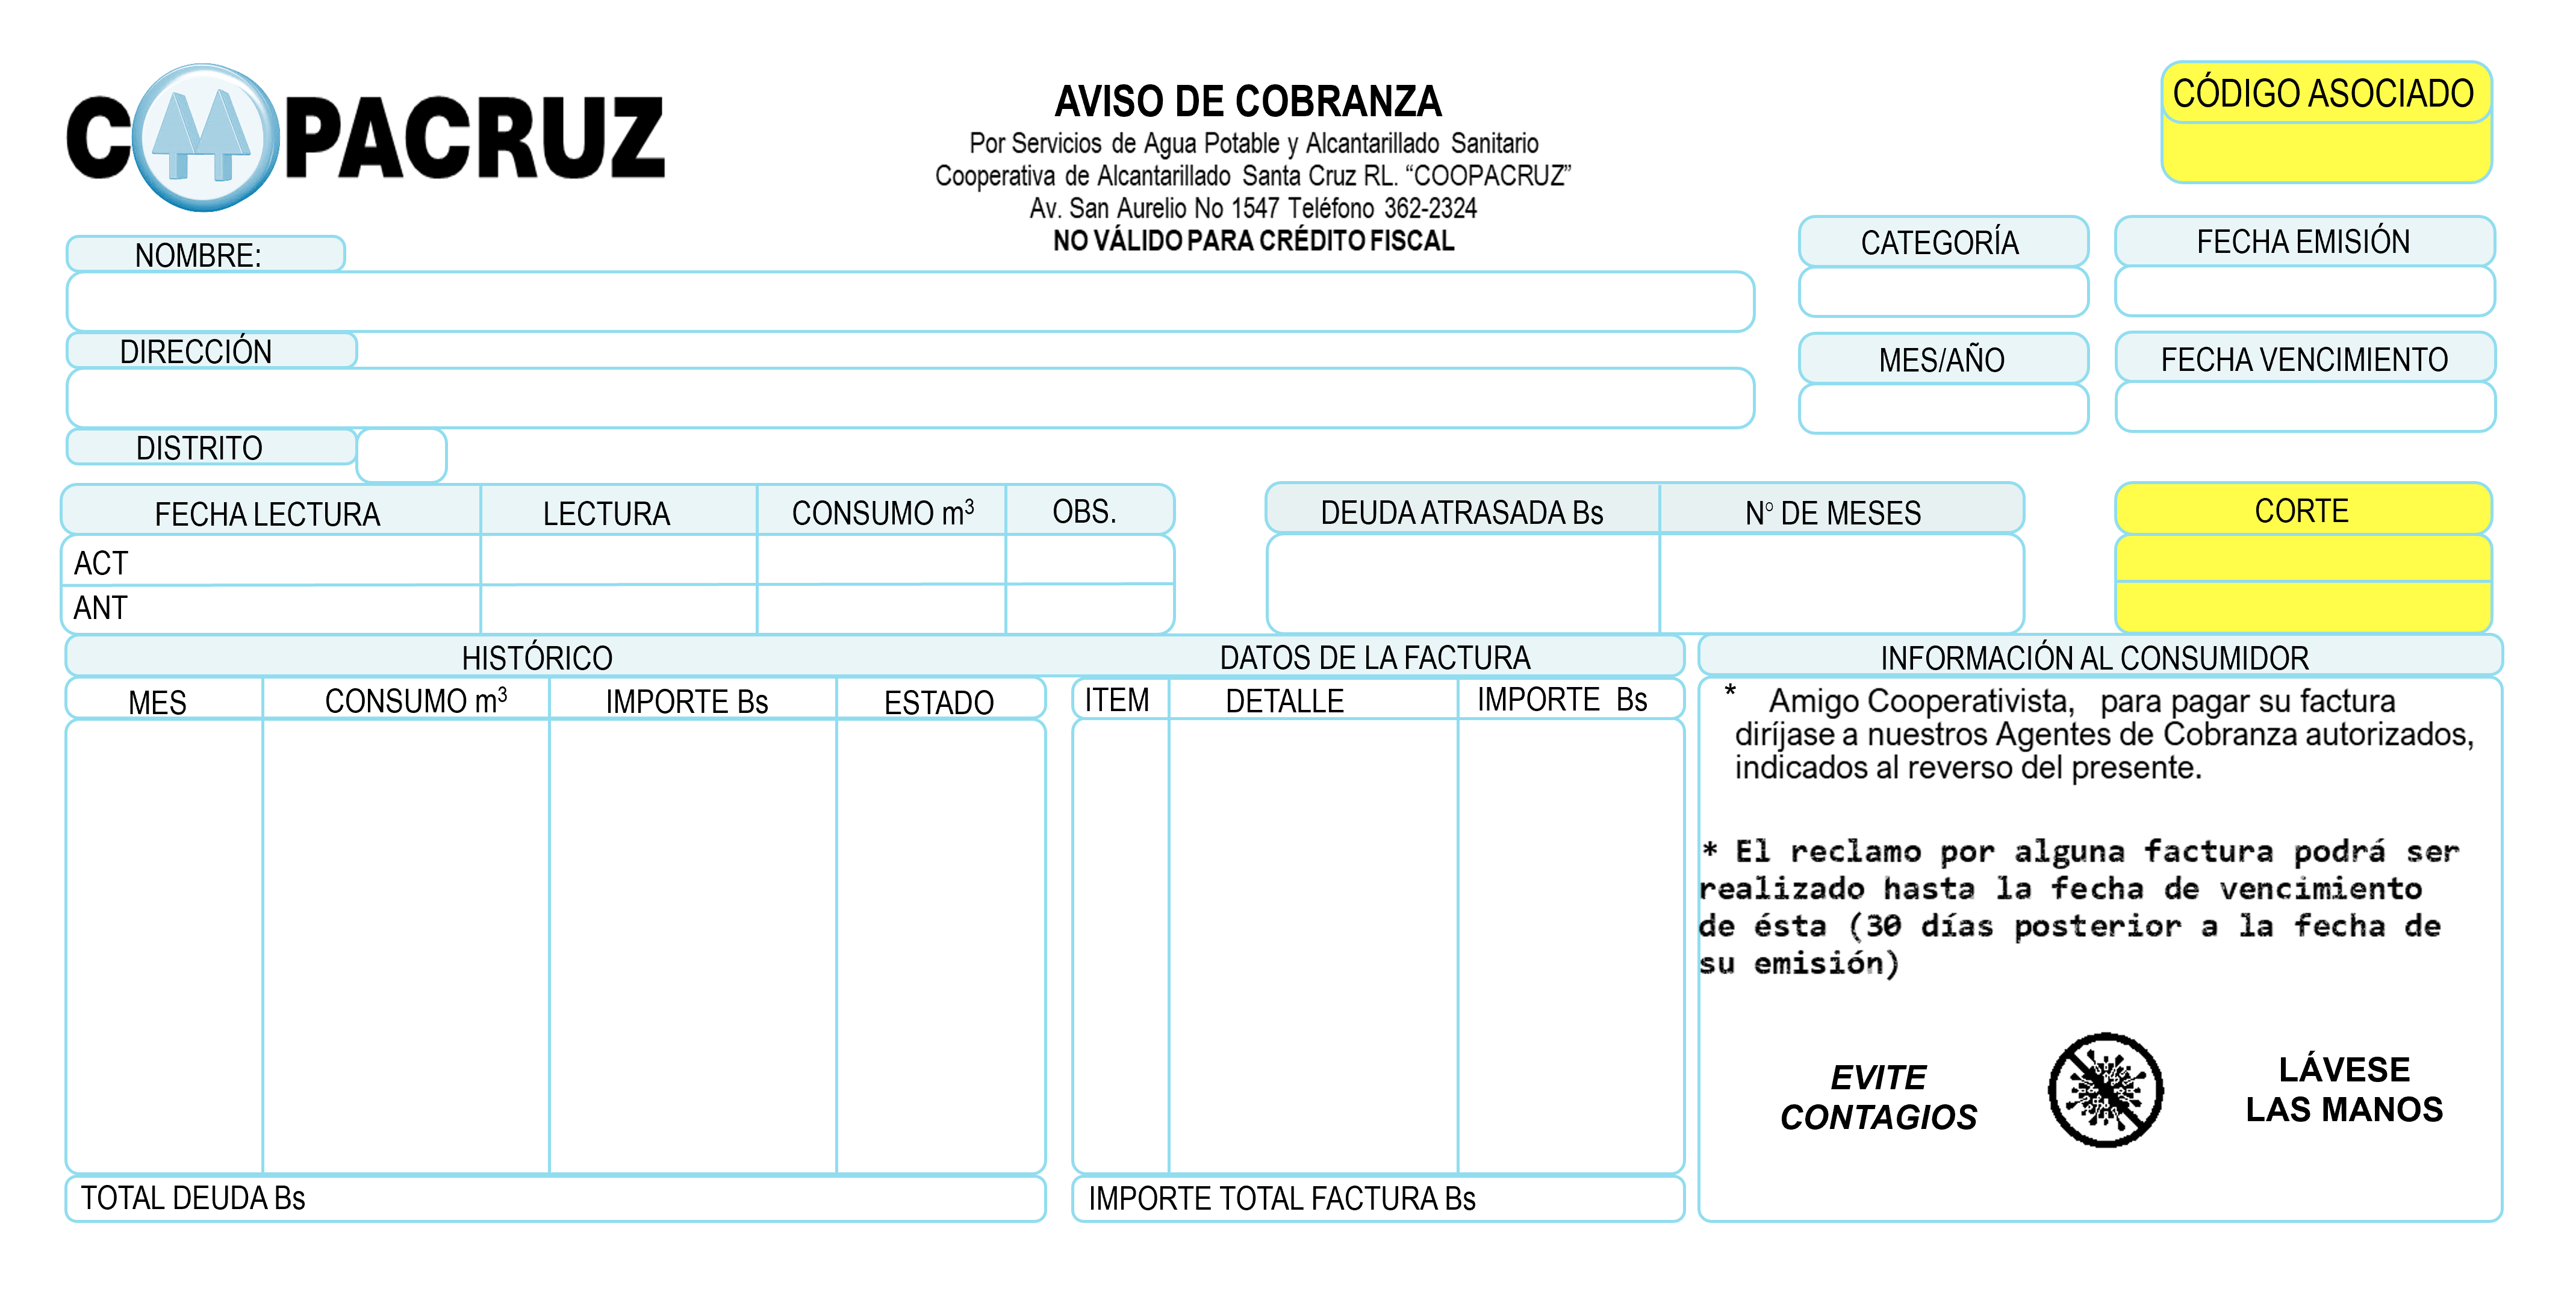 COOPACRUZ
AVISO DE COBRANZA
Por Servicios de Agua Potable y Alcantarillado Sanitario
Cooperativa de Alcantarillado Santa Cruz RL. “COOPACRUZ”
Av. San Aurelio No 1547 Teléfono 362-2324
NO VÁLIDO PARA CRÉDITO FISCAL
CÓDIGO ASOCIADO
NOMBRE:
CATEGORÍA
FECHA EMISIÓN
DIRECCIÓN
MES/AÑO
FECHA VENCIMIENTO
DISTRITO
FECHA LECTURA LECTURA CONSUMO m³ OBS.
ACT
ANT
DEUDA ATRASADA Bs Nº DE MESES
CORTE
HISTÓRICO
MES CONSUMO m³ IMPORTE Bs ESTADO
TOTAL DEUDA Bs
DATOS DE LA FACTURA
ITEM DETALLE IMPORTE Bs
IMPORTE TOTAL FACTURA Bs
INFORMACIÓN AL CONSUMIDOR
* Amigo Cooperativista, para pagar su factura
diríjase a nuestros Agentes de Cobranza autorizados,
indicados al reverso del presente.
* El reclamo por alguna factura podrá ser
realizado hasta la fecha de vencimiento
de ésta (30 días posterior a la fecha de
su emisión)
EVITE
CONTAGIOS
LÁVESE
LAS MANOS